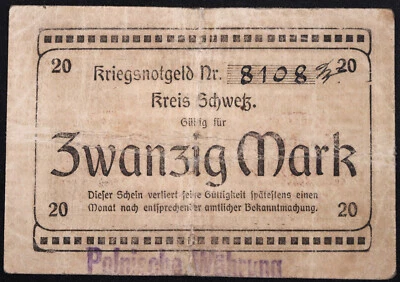 20 Kriegsnotgeld Nr. 8108 20
Kreis Schwetz.
Gültig für
Zwanzig Mark
Dieser Schein verliert seine Gültigkeit spätestens einen
20 Monat nach entsprechender amtlicher Bekanntmachung. 20
Polnische Währung